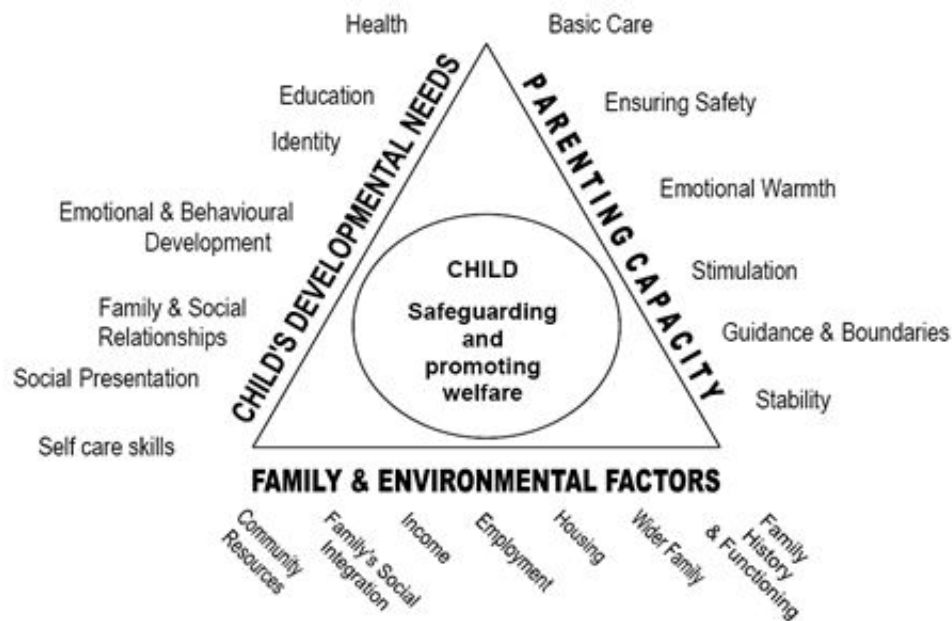 Health
Basic Care
Education
Ensuring Safety
Identity
Emotional Warmth
Emotional & Behavioural
Development
Stimulation
Family & Social
Relationships
Guidance & Boundaries
Social Presentation
Stability
Self care skills
CHILD'S DEVELOPMENTAL NEEDS
PARENTING CAPACITY
CHILD
Safeguarding
and
promoting
welfare
FAMILY & ENVIRONMENTAL FACTORS
Community
Resources
Family's Social
Integration
Income
Employment
Housing
Wider Family
Family
History
& Functioning